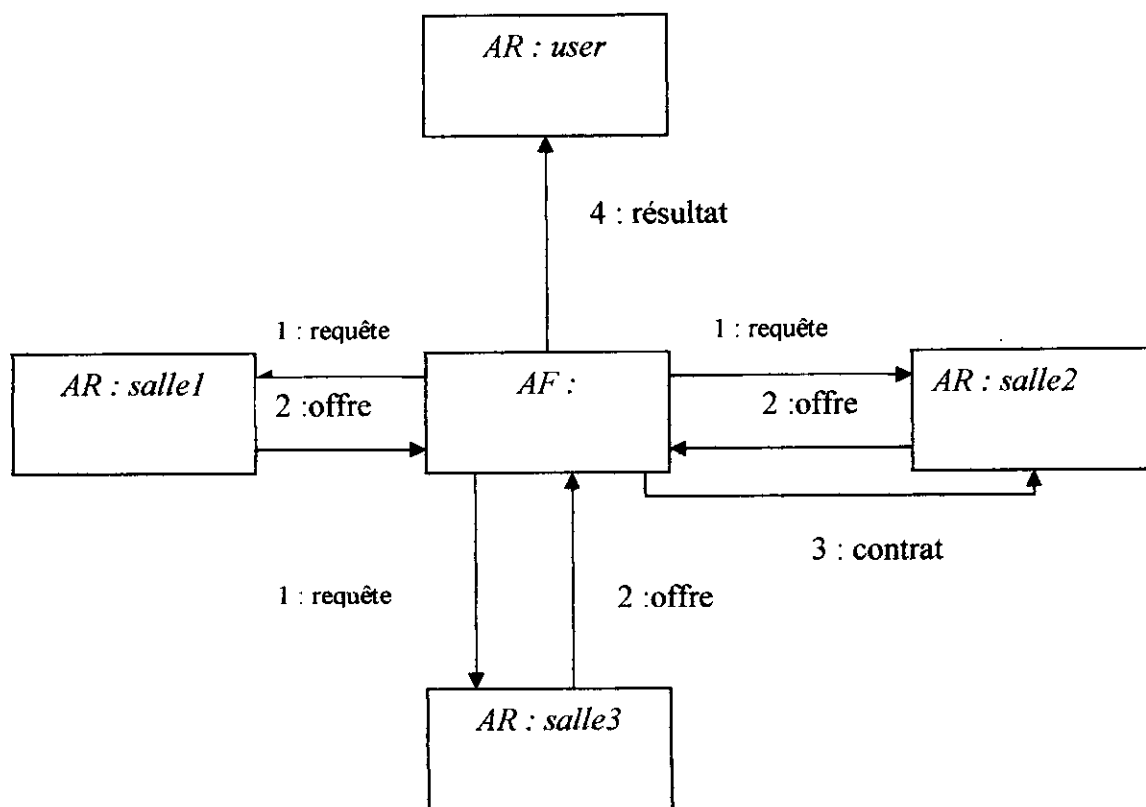 AR : user
4 : résultat
1 : requête
1 : requête
AR : salle1
AF :
AR : salle2
2 :offre
2 :offre
3 : contrat
1 : requête
2 :offre
AR : salle3